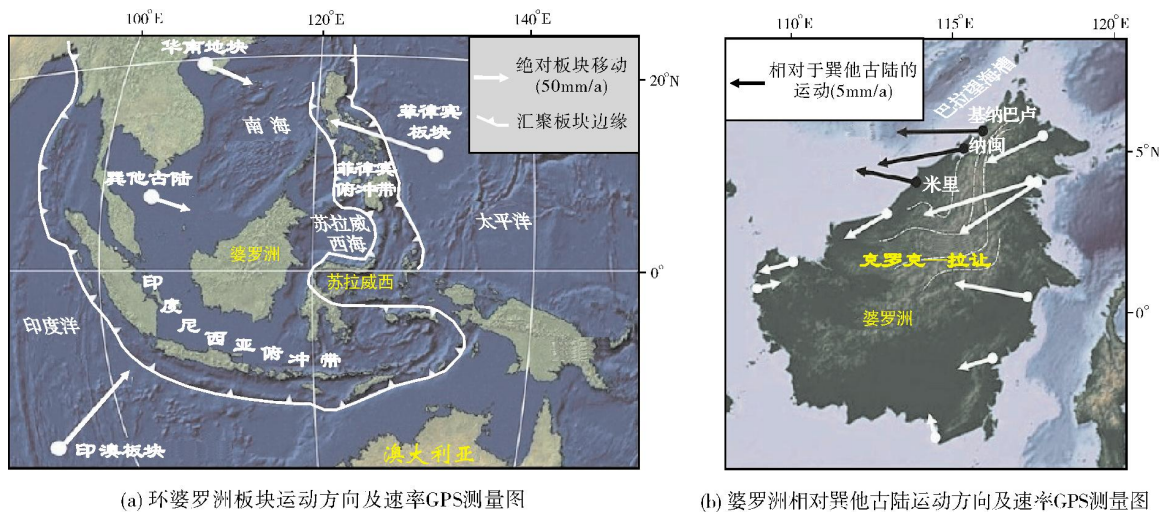 100°E
120°E
140°E
华南地块
绝对板块移动
(50mm/a)
汇聚板块边缘
20°N
南海
菲律宾
板块
巽他古陆
菲律宾
俯冲带
苏拉威
西海
太平洋
婆罗洲
苏拉威西
0°
印度尼西亚俯冲带
印度洋
印澳板块
澳大利亚
(a) 环婆罗洲板块运动方向及速率GPS测量图
110°E
115°E
120°E
相对于巽他古陆的
运动(5mm/a)
巴拉望海槽
基纳巴卢
纳闽
5°N
米里
克罗克—拉让
婆罗洲
0°
(b) 婆罗洲相对巽他古陆运动方向及速率GPS测量图